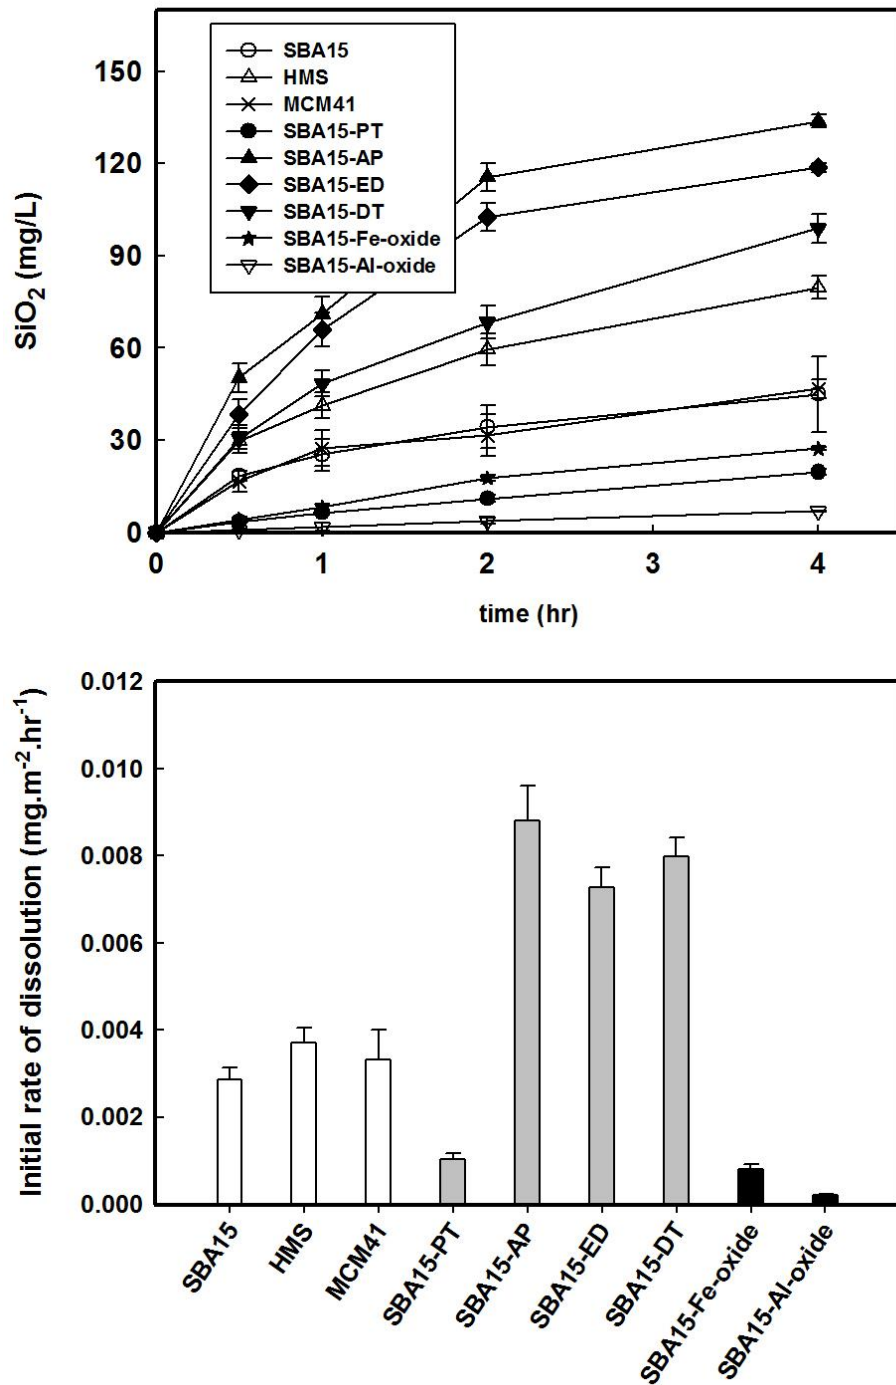 150
120
90
60
30
0
SiO2 (mg/L)
SBA15
HMS
MCM41
SBA15-PT
SBA15-AP
SBA15-ED
SBA15-DT
SBA15-Fe-oxide
SBA15-Al-oxide
0 1 2 3 4
time (hr)
0.012
0.010
0.008
0.006
0.004
0.002
0.000
Initial rate of dissolution (mg.m-2.hr-1)
SBA15
HMS
MCM41
SBA15-PT
SBA15-AP
SBA15-ED
SBA15-DT
SBA15-Fe-oxide
SBA15-Al-oxide